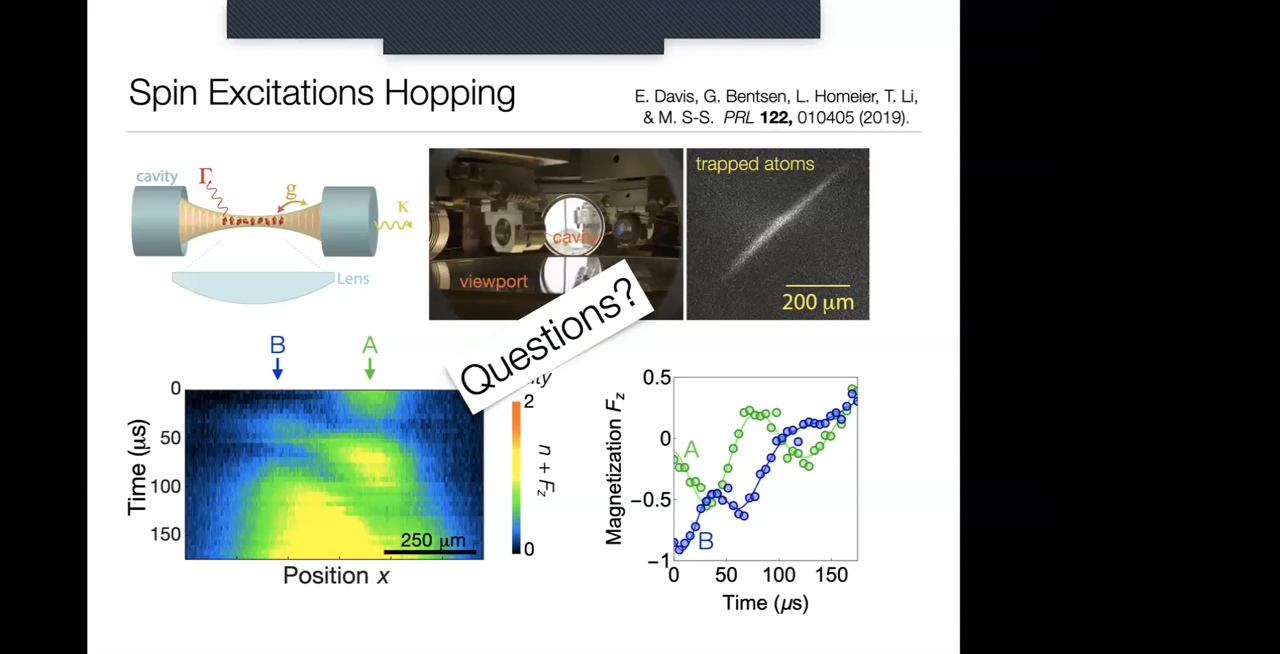 Spin Excitations Hopping
E. Davis, G. Bentsen, L. Homeier, T. Li,
& M. S-S. PRL 122, 010405 (2019).
cavity
Γ
g
κ
Lens
cavity
viewport
trapped atoms
200 μm
Questions?
B
A
0
50
100
150
Time (μs)
250 μm
Position x
2
0
n + Fz
0.5
0
−0.5
−1
Magnetization Fz
A
B
0
50
100
150
Time (μs)